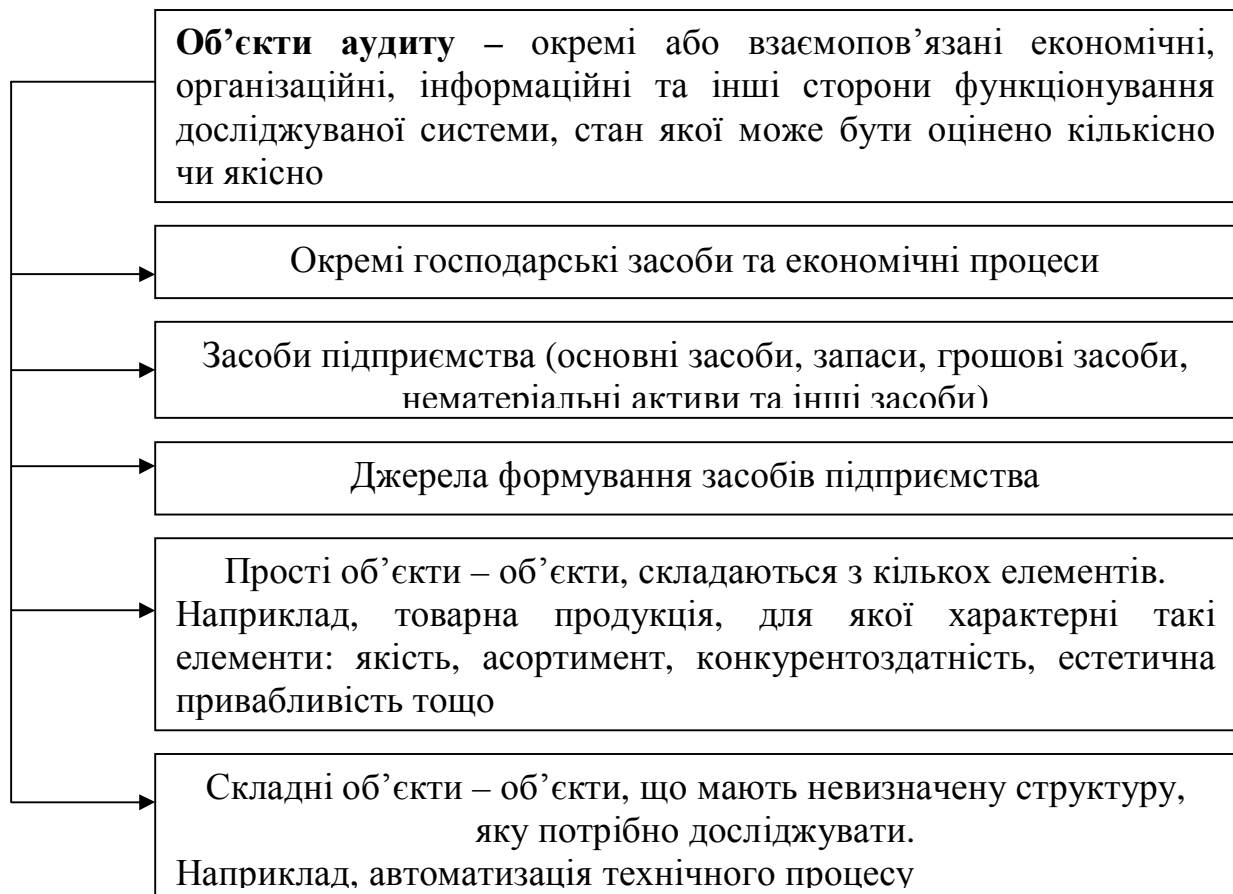 Об’єкти аудиту – окремі або взаємопов’язані економічні,
організаційні, інформаційні та інші сторони функціонування
досліджуваної системи, стан якої може бути оцінено кількісно
чи якісно
Окремі господарські засоби та економічні процеси
Засоби підприємства (основні засоби, запаси, грошові засоби,
нематеріальні активи та інші засоби)
Джерела формування засобів підприємства
Прості об’єкти – об’єкти, складаються з кількох елементів.
Наприклад, товарна продукція, для якої характерні такі
елементи: якість, асортимент, конкурентоздатність, естетична
привабливість тощо
Складні об’єкти – об’єкти, що мають невизначену структуру,
яку потрібно досліджувати.
Наприклад, автоматизація технічного процесу